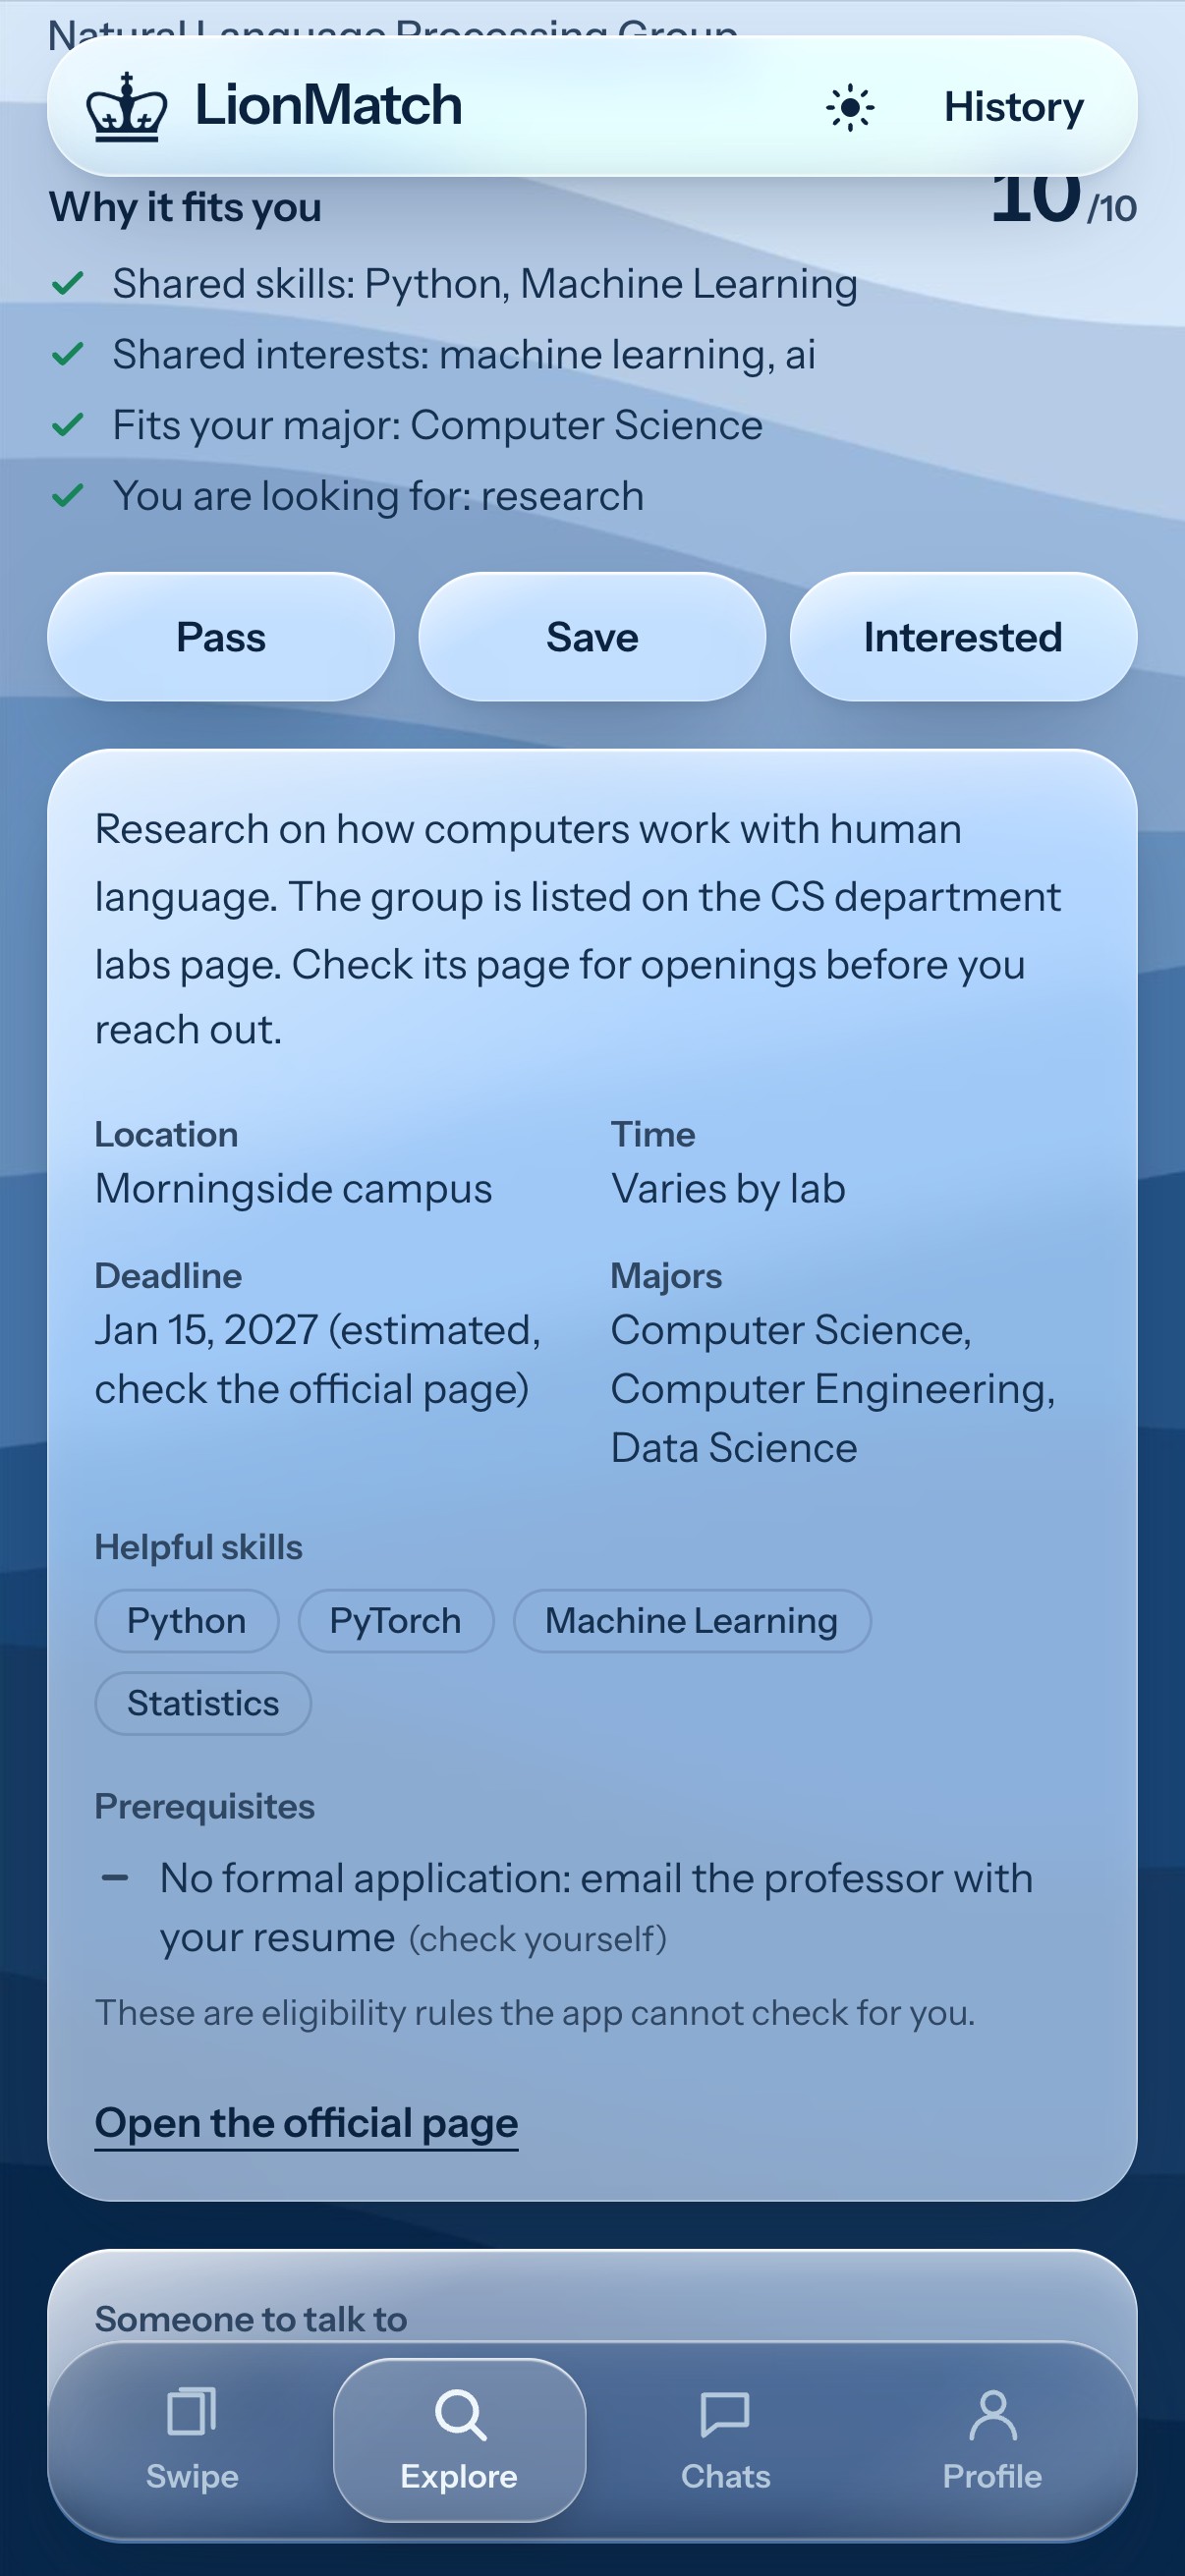 Natural Language Processing Group
LionMatch
History
Why it fits you
10/10
Shared skills: Python, Machine Learning
Shared interests: machine learning, ai
Fits your major: Computer Science
You are looking for: research
Pass
Save
Interested
Research on how computers work with human
language. The group is listed on the CS department
labs page. Check its page for openings before you
reach out.
Location
Morningside campus
Time
Varies by lab
Deadline
Jan 15, 2027 (estimated,
check the official page)
Majors
Computer Science,
Computer Engineering,
Data Science
Helpful skills
Python
PyTorch
Machine Learning
Statistics
Prerequisites
No formal application: email the professor with
your resume (check yourself)
These are eligibility rules the app cannot check for you.
Open the official page
Someone to talk to
Swipe
Explore
Chats
Profile